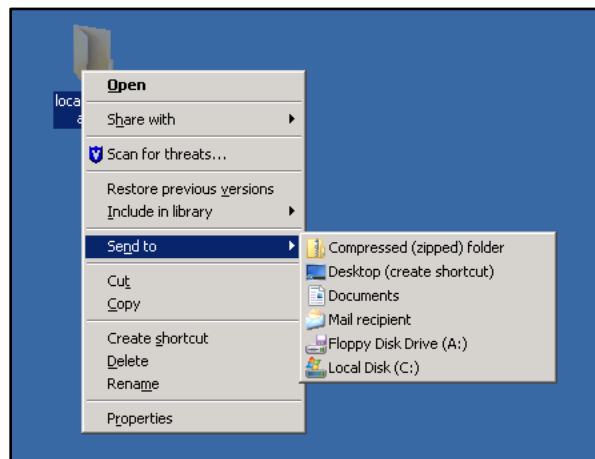 Open
loca
Share with
Scan for threats...
Restore previous versions
Include in library
Send to
Compressed (zipped) folder
Desktop (create shortcut)
Cut
Documents
Copy
Mail recipient
Create shortcut
Floppy Disk Drive (A:)
Delete
Local Disk (C:)
Rename
Properties